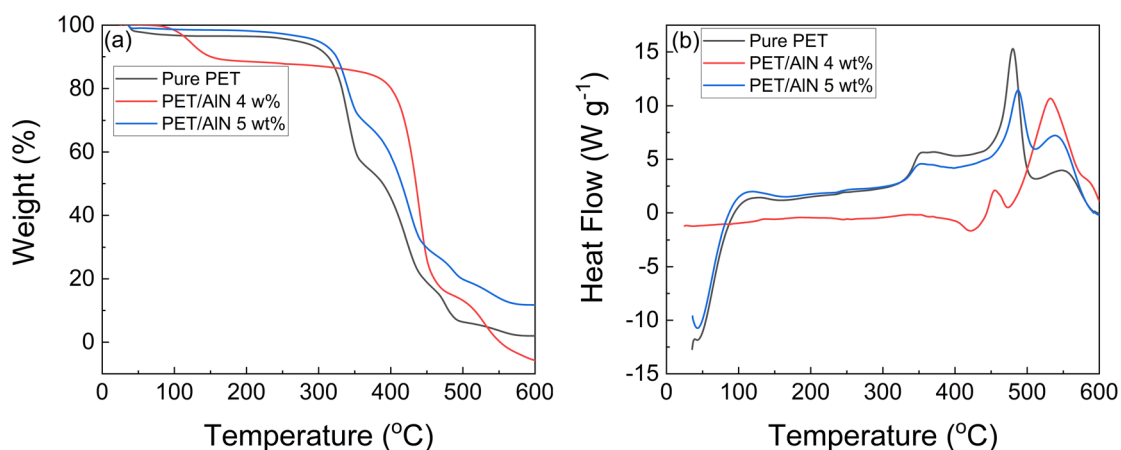 (a)
Pure PET
PET/AlN 4 w%
PET/AlN 5 wt%
Weight (%)
100
80
60
40
20
0
0 100 200 300 400 500 600
Temperature (°C)
(b)
Pure PET
PET/AlN 4 wt%
PET/AlN 5 wt%
Heat Flow (W g⁻¹)
15
10
5
0
-5
-10
-15
0 100 200 300 400 500 600
Temperature (°C)